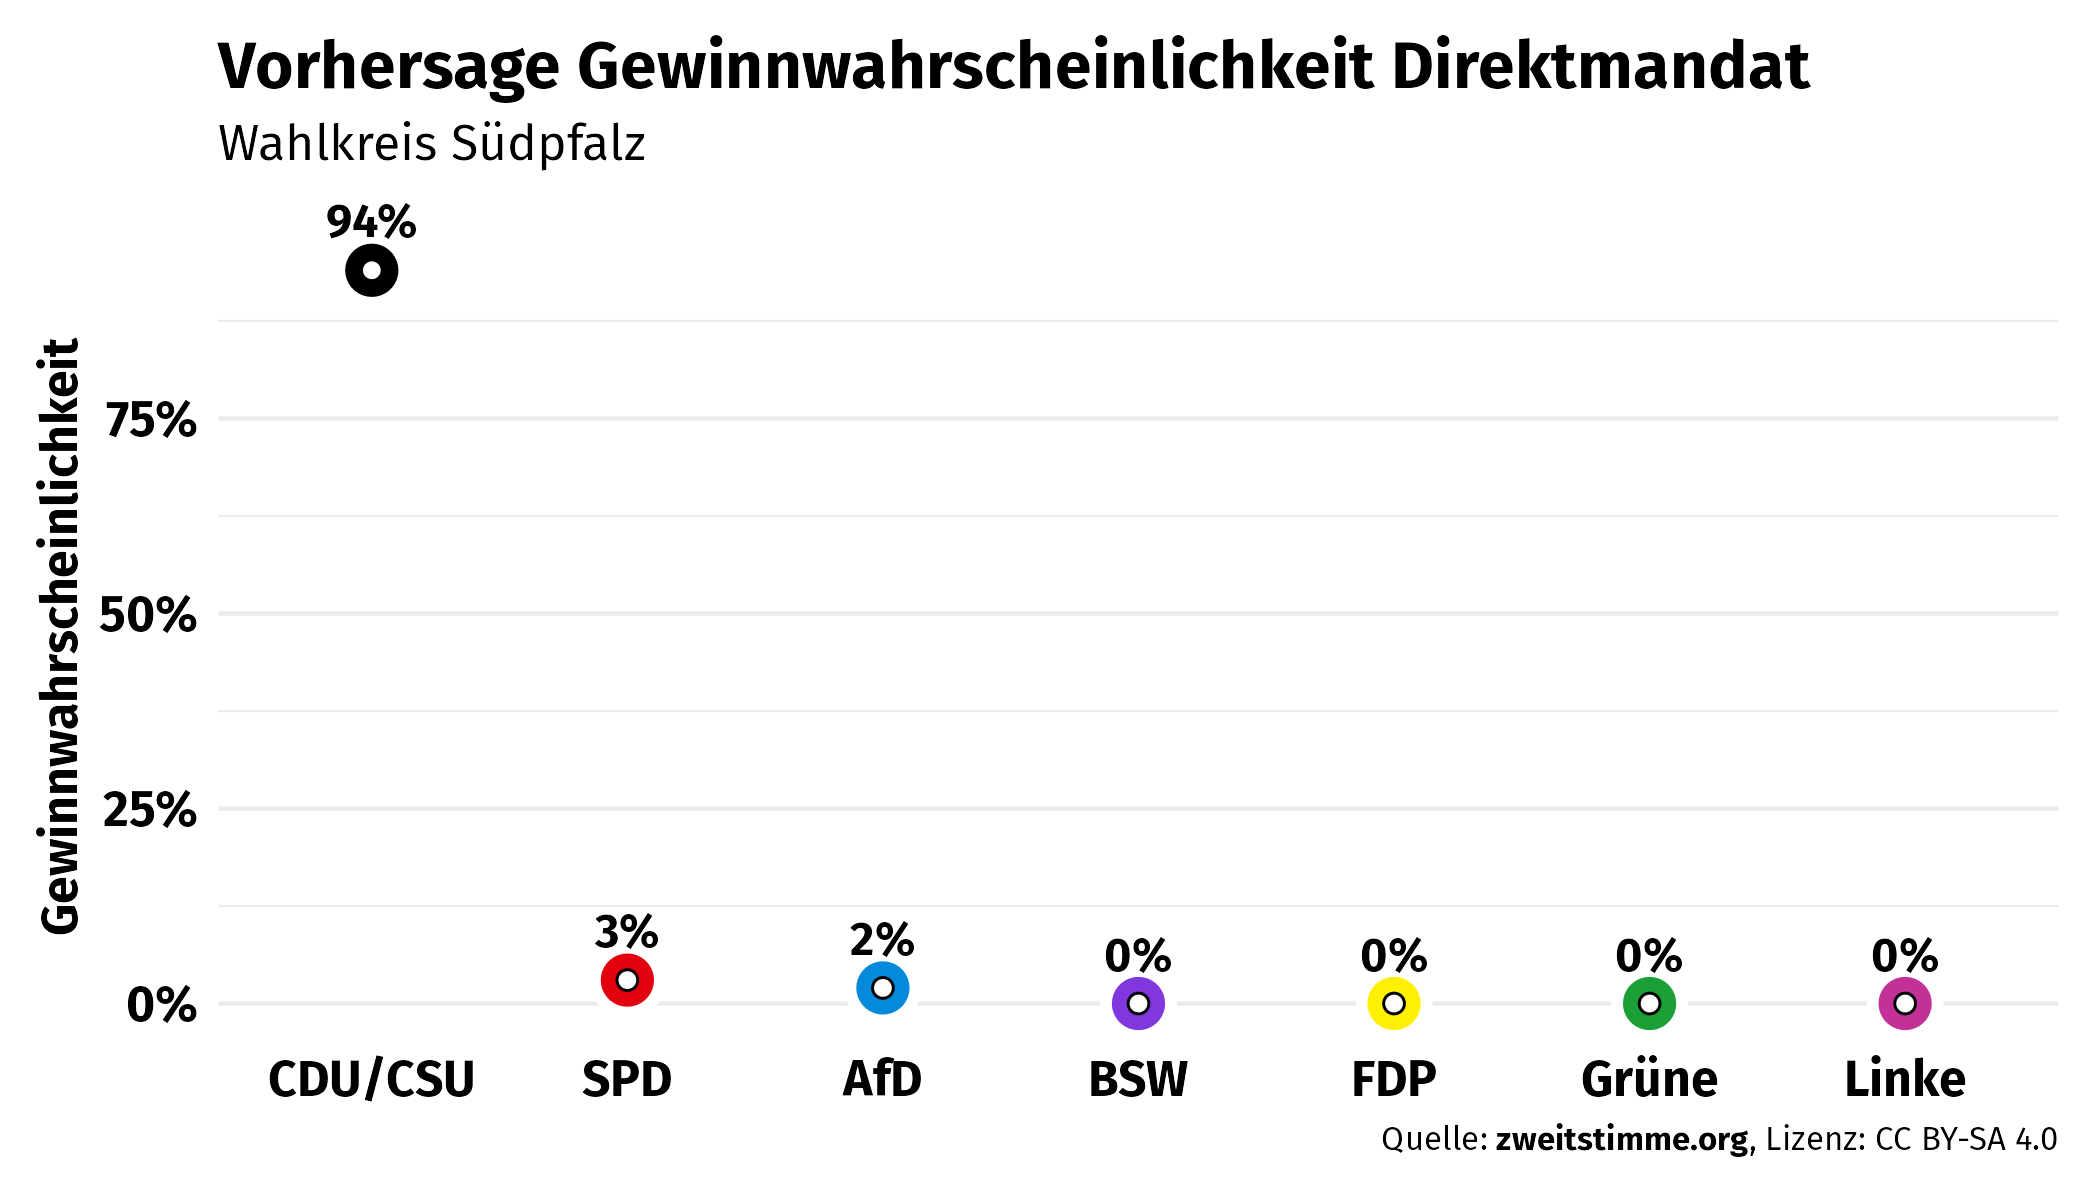 Vorhersage Gewinnwahrscheinlichkeit Direktmandat
Wahlkreis Südpfalz
94%
Gewinnwahrscheinlichkeit
75%
50%
25%
0%
3%
2%
0%
0%
0%
0%
CDU/CSU SPD AfD BSW FDP Grüne Linke
Quelle: zweitstimme.org, Lizenz: CC BY-SA 4.0